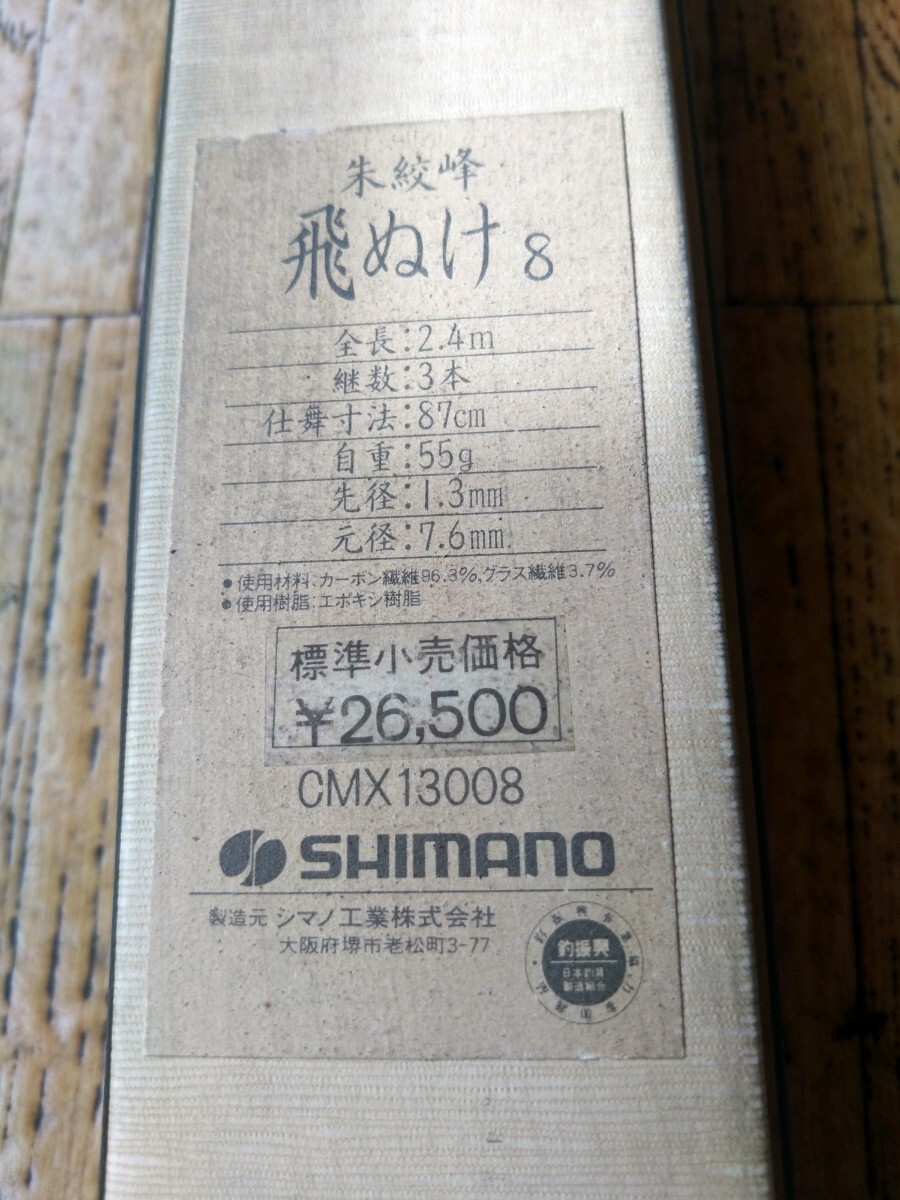 朱紋峰
飛ぬけ 8
全長:2.4m
継数:3本
仕舞寸法:87cm
自重:55g
先径:1.3mm
元径:7.6mm
●使用材料:カーボン繊維96.3%,グラス繊維3.7%
●使用樹脂:エポキシ樹脂
標準小売価格
¥26,500
CMX13008
SHIMANO
製造元 シマノ工業株式会社
大阪府堺市老松町3-77
釣振興